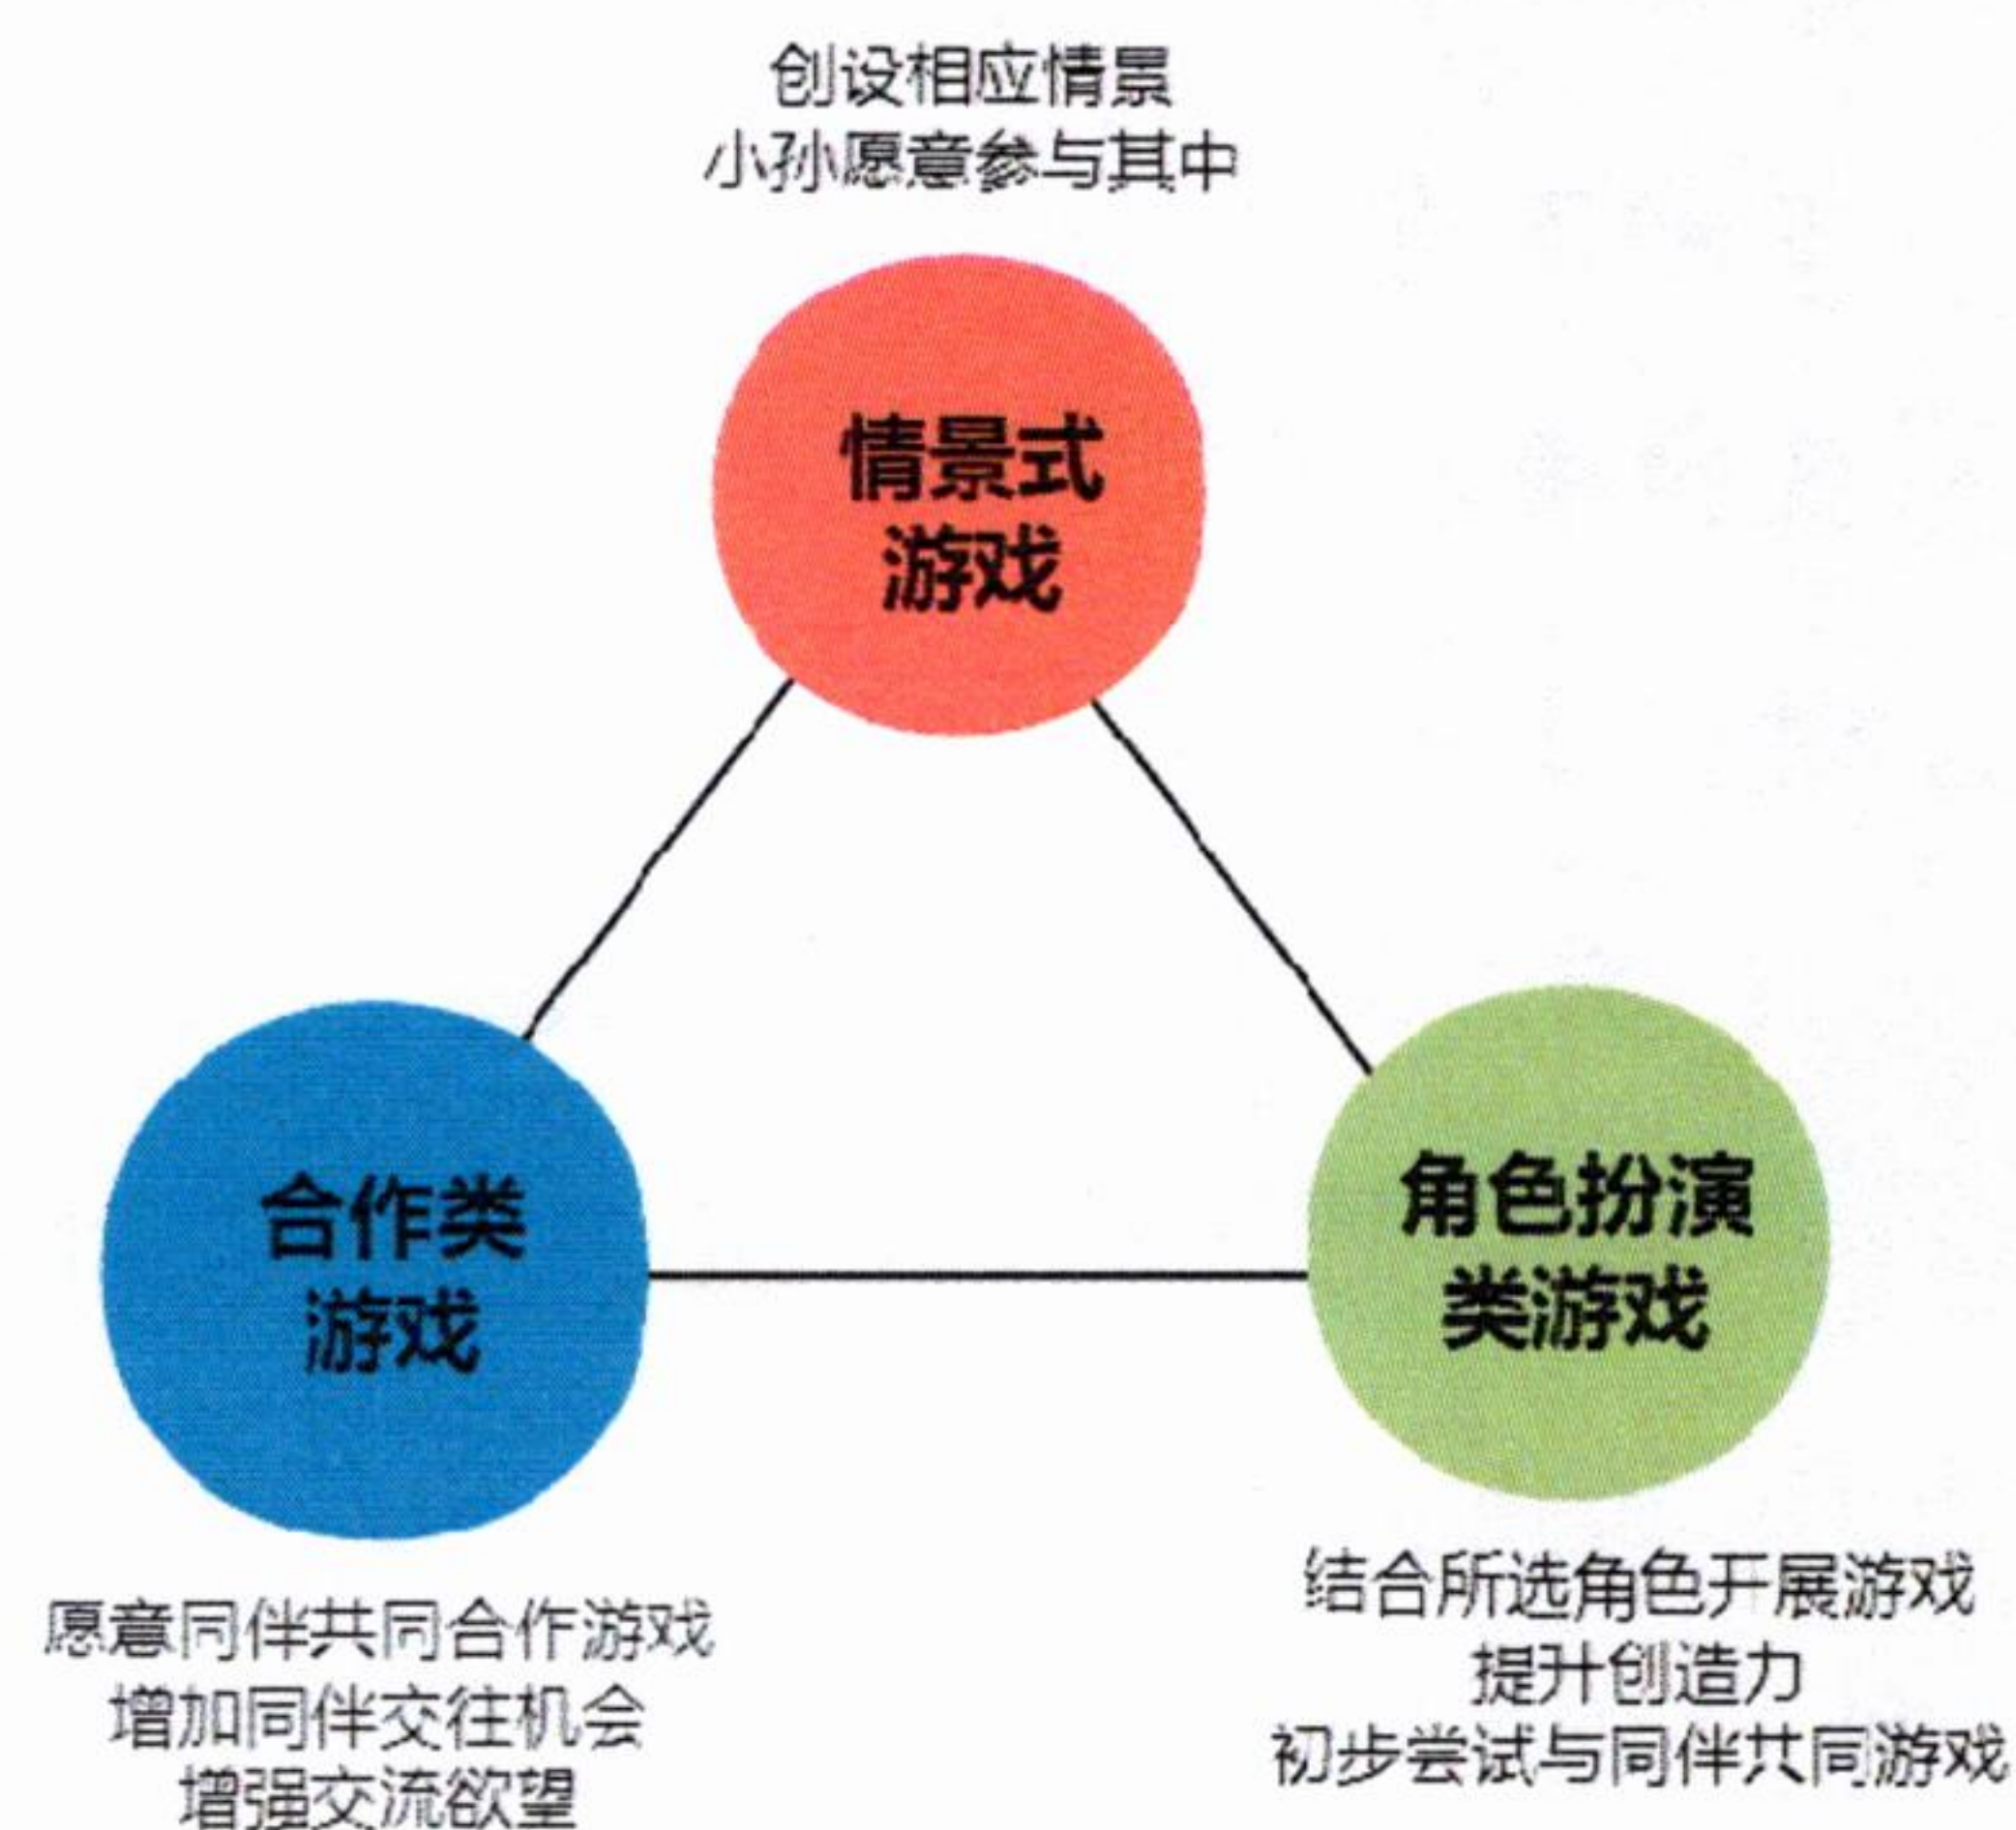 创设相应情景
小孙愿意参与其中
情景式
游戏
合作类
游戏
角色扮演
类游戏
愿意同伴共同合作游戏
增加同伴交往机会
增强交流欲望
结合所选角色开展游戏
提升创造力
初步尝试与同伴共同游戏